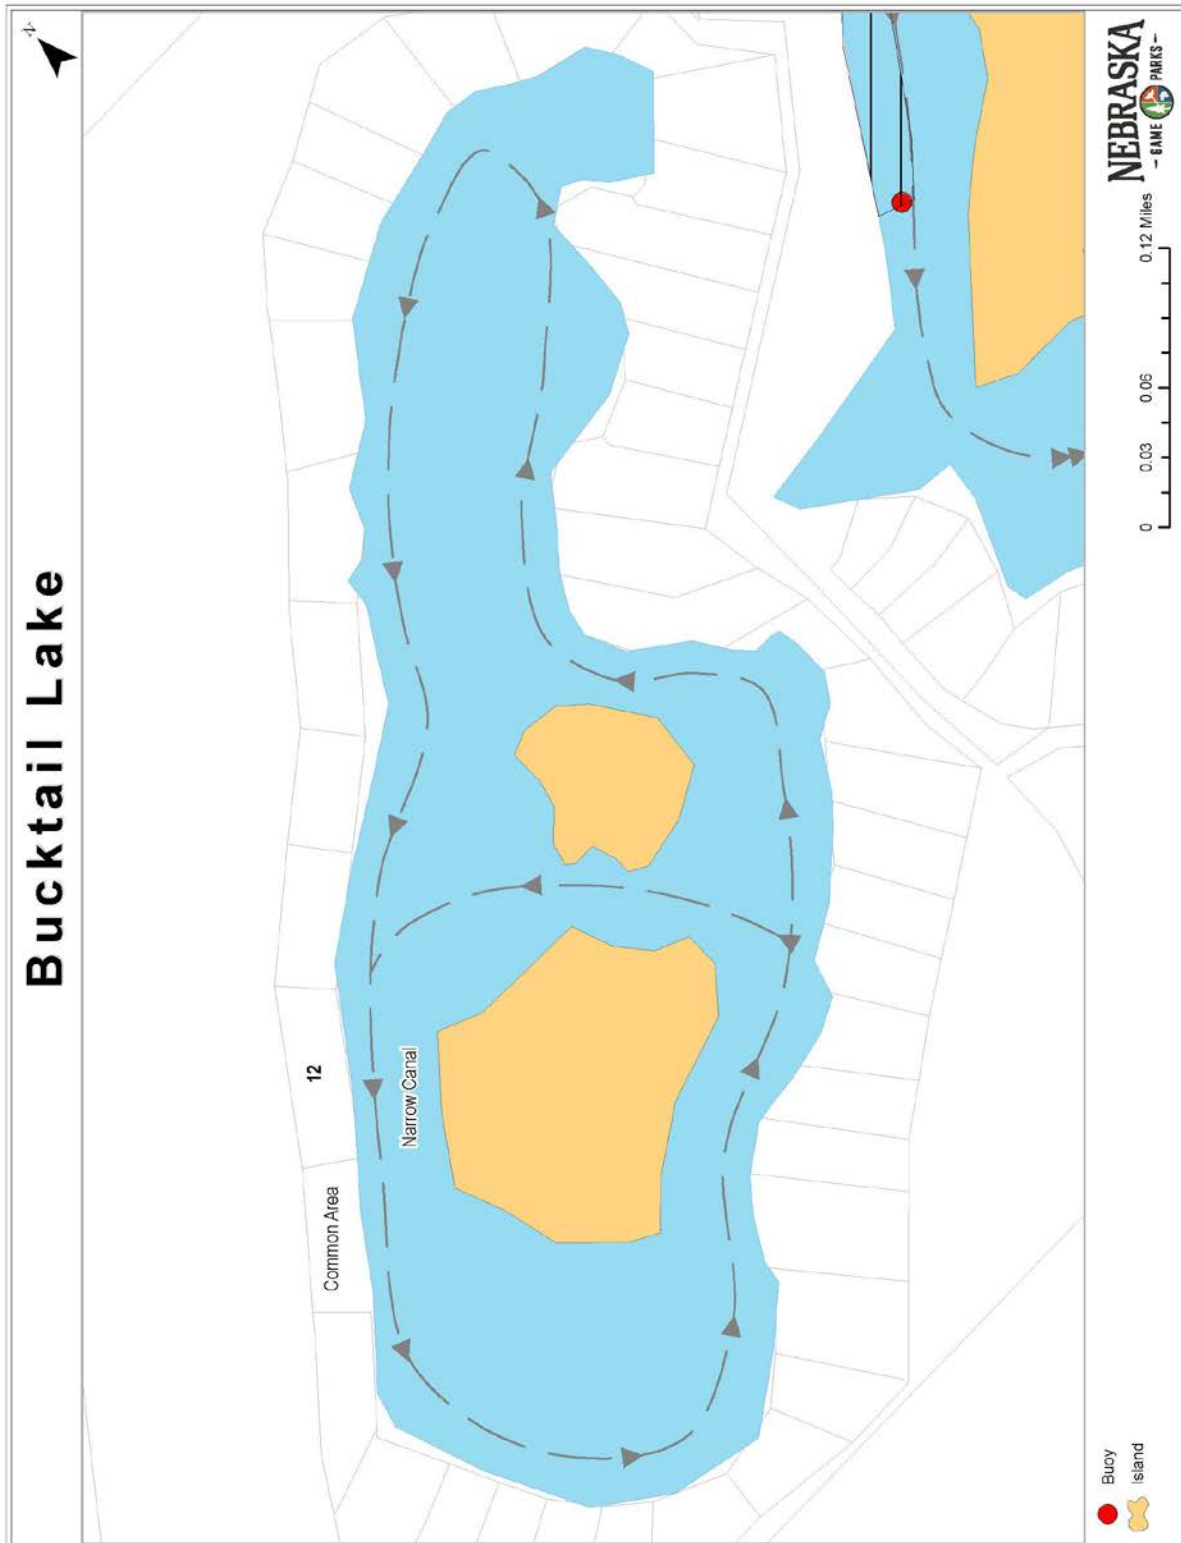 Bucktail Lake
N
12
Common Area
Narrow Canal
Buoy
Island
0 0.03 0.06 0.12 Miles
NEBRASKA
- GAME PARKS -